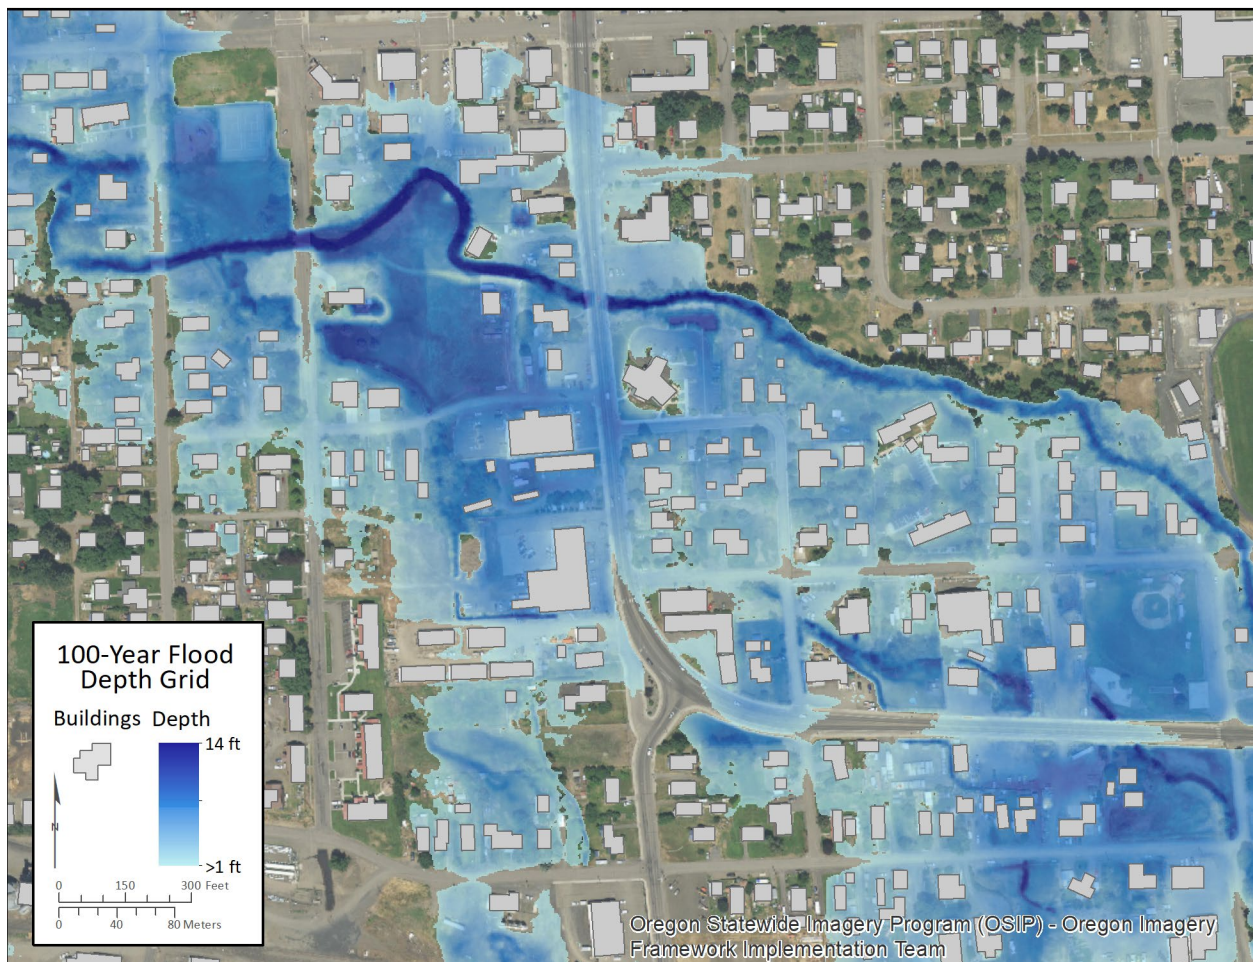 100-Year Flood
Depth Grid
Buildings Depth
14 ft
>1 ft
N
0 150 300 Feet
0 40 80 Meters
Oregon Statewide Imagery Program (OSIP) - Oregon Imagery
Framework Implementation Team